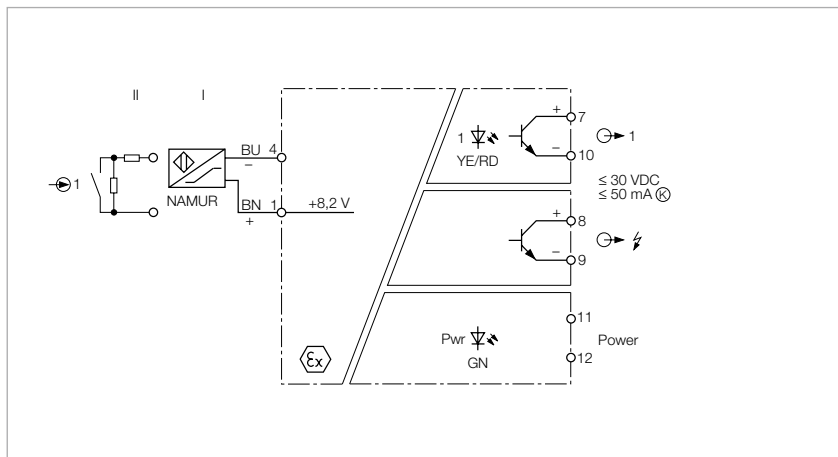 II I
1
NAMUR
BU 4
−
BN 1
+
+8,2 V
εx
1
YE/RD
+ 7
− 10
1
≤ 30 VDC
≤ 50 mA K
+ 8
− 9
Pwr
GN
11
12
Power